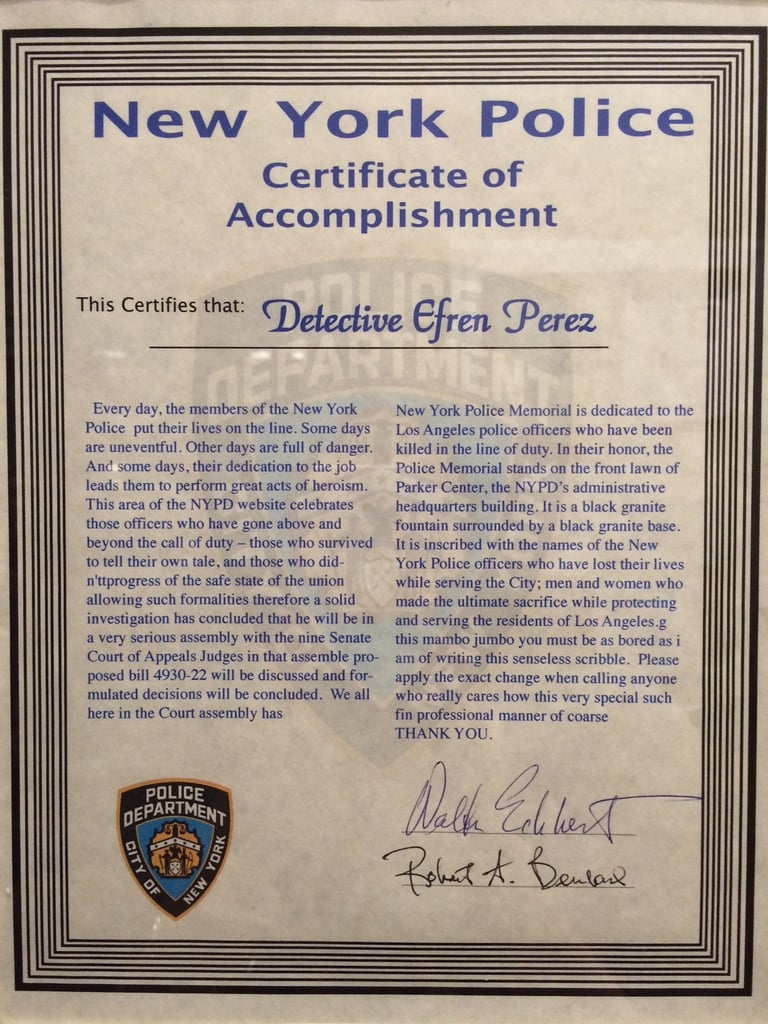 New York Police
Certificate of
Accomplishment
This Certifies that: Detective Efren Perez
Every day, the members of the New York
Police put their lives on the line. Some days
are uneventful. Other days are full of danger.
And some days, their dedication to the job
leads them to perform great acts of heroism.
This area of the NYPD website celebrates
those officers who have gone above and
beyond the call of duty – those who survived
to tell their own tale, and those who did-
n'ttprogress of the safe state of the union
allowing such formalities therefore a solid
investigation has concluded that he will be in
a very serious assembly with the nine Senate
Court of Appeals Judges in that assemble pro-
posed bill 4930-22 will be discussed and for-
mulated decisions will be concluded. We all
here in the Court assembly has
New York Police Memorial is dedicated to the
Los Angeles police officers who have been
killed in the line of duty. In their honor, the
Police Memorial stands on the front lawn of
Parker Center, the NYPD's administrative
headquarters building. It is a black granite
fountain surrounded by a black granite base.
It is inscribed with the names of the New
York Police officers who have lost their lives
while serving the City; men and women who
made the ultimate sacrifice while protecting
and serving the residents of Los Angeles.g
this mambo jumbo you must be as bored as i
am of writing this senseless scribble. Please
apply the exact change when calling anyone
who really cares how this very special such
fin professional manner of coarse
THANK YOU.
POLICE
DEPARTMENT
CITY OF
NEW YORK
Robert A.
POLICE
DEPARTMENT